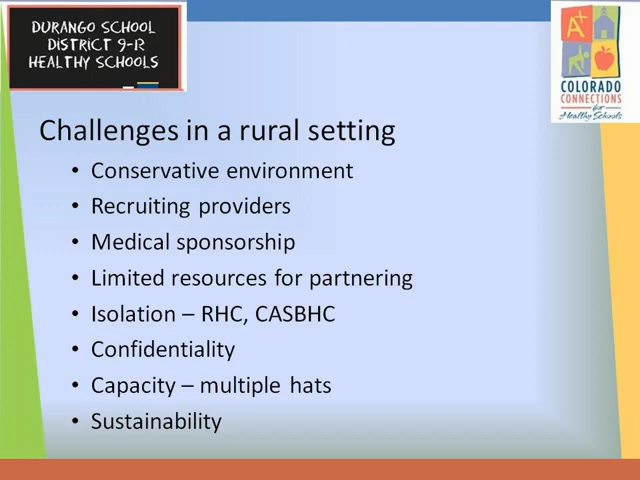 DURANGO SCHOOL
DISTRICT 9-R
HEALTHY SCHOOLS
A+
COLORADO
CONNECTIONS
for
Healthy Schools
Challenges in a rural setting
• Conservative environment
• Recruiting providers
• Medical sponsorship
• Limited resources for partnering
• Isolation – RHC, CASBHC
• Confidentiality
• Capacity – multiple hats
• Sustainability